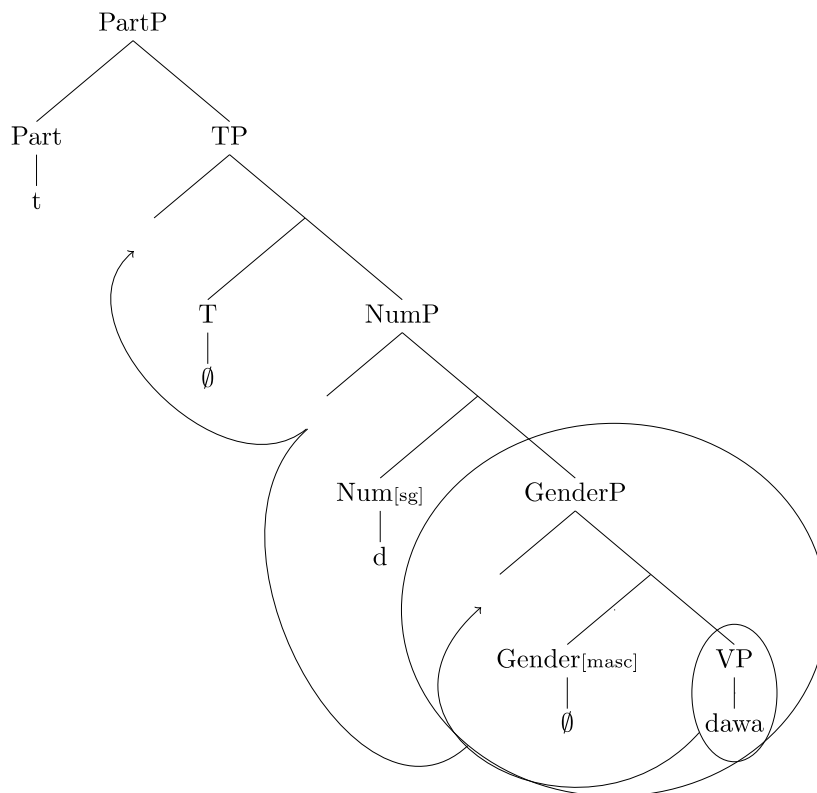 PartP
Part TP
t
T NumP
∅
Num[sg] GenderP
d
Gender[masc] VP
∅ dawa